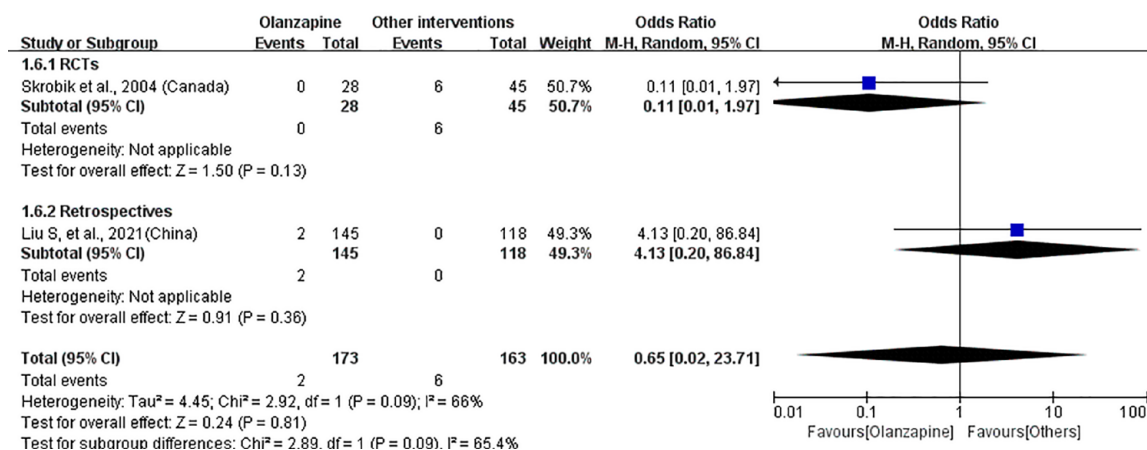 Olanzapine Other interventions Odds Ratio Odds Ratio
Study or Subgroup Events Total Events Total Weight M-H, Random, 95% CI M-H, Random, 95% CI
1.6.1 RCTs
Skrobik et al., 2004 (Canada) 0 28 6 45 50.7% 0.11 [0.01, 1.97]
Subtotal (95% CI) 28 45 50.7% 0.11 [0.01, 1.97]
Total events 0 6
Heterogeneity: Not applicable
Test for overall effect: Z = 1.50 (P = 0.13)
1.6.2 Retrospectives
Liu S, et al., 2021(China) 2 145 0 118 49.3% 4.13 [0.20, 86.84]
Subtotal (95% CI) 145 118 49.3% 4.13 [0.20, 86.84]
Total events 2 0
Heterogeneity: Not applicable
Test for overall effect: Z = 0.91 (P = 0.36)
Total (95% CI) 173 163 100.0% 0.65 [0.02, 23.71]
Total events 2 6
Heterogeneity: Tau² = 4.45; Chi² = 2.92, df = 1 (P = 0.09); I² = 66%
Test for overall effect: Z = 0.24 (P = 0.81)
Test for subgroup differences: Chi² = 2.89, df = 1 (P = 0.09), I² = 65.4%
0.01 0.1 1 10 100
Favours[Olanzapine] Favours[Others]